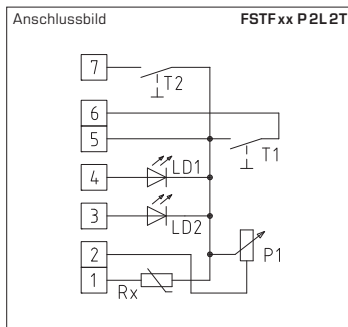 Anschlussbild FSTFxx P2L2T
7 T2
6
5 T1
4 LD1
3 LD2
2 P1
1 Rx